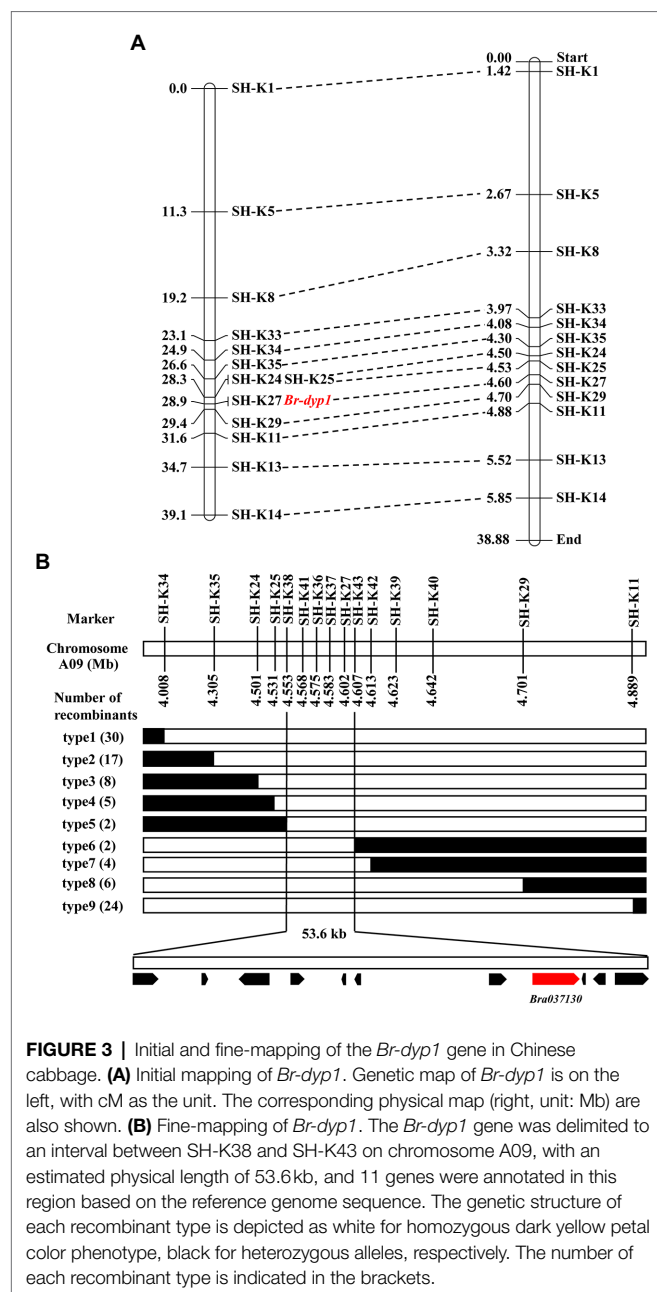 A
0.0 SH-K1
11.3 SH-K5
19.2 SH-K8
23.1 SH-K33
24.9 SH-K34
26.6 SH-K35
28.3 SH-K24 SH-K25
28.9 SH-K27 Br-dyp1
29.4 SH-K29
31.6 SH-K11
34.7 SH-K13
39.1 SH-K14
0.00 Start
1.42 SH-K1
2.67 SH-K5
3.32 SH-K8
3.97 SH-K33
4.08 SH-K34
4.30 SH-K35
4.50 SH-K24
4.53 SH-K25
4.60 SH-K27
4.70 SH-K29
4.88 SH-K11
5.52 SH-K13
5.85 SH-K14
38.88 End
B
Marker
SH-K34 SH-K35 SH-K24 SH-K25 SH-K38 SH-K41 SH-K36 SH-K37 SH-K27 SH-K43 SH-K42 SH-K39 SH-K40 SH-K29 SH-K11
Chromosome
A09 (Mb)
4.008 4.305 4.501 4.531 4.553 4.568 4.575 4.583 4.602 4.607 4.613 4.623 4.642 4.701 4.889
Number of
recombinants
type1 (30)
type2 (17)
type3 (8)
type4 (5)
type5 (2)
type6 (2)
type7 (4)
type8 (6)
type9 (24)
53.6 kb
Bra037130
FIGURE 3 | Initial and fine-mapping of the Br-dyp1 gene in Chinese
cabbage. (A) Initial mapping of Br-dyp1. Genetic map of Br-dyp1 is on the
left, with cM as the unit. The corresponding physical map (right, unit: Mb) are
also shown. (B) Fine-mapping of Br-dyp1. The Br-dyp1 gene was delimited to
an interval between SH-K38 and SH-K43 on chromosome A09, with an
estimated physical length of 53.6 kb, and 11 genes were annotated in this
region based on the reference genome sequence. The genetic structure of
each recombinant type is depicted as white for homozygous dark yellow petal
color phenotype, black for heterozygous alleles, respectively. The number of
each recombinant type is indicated in the brackets.